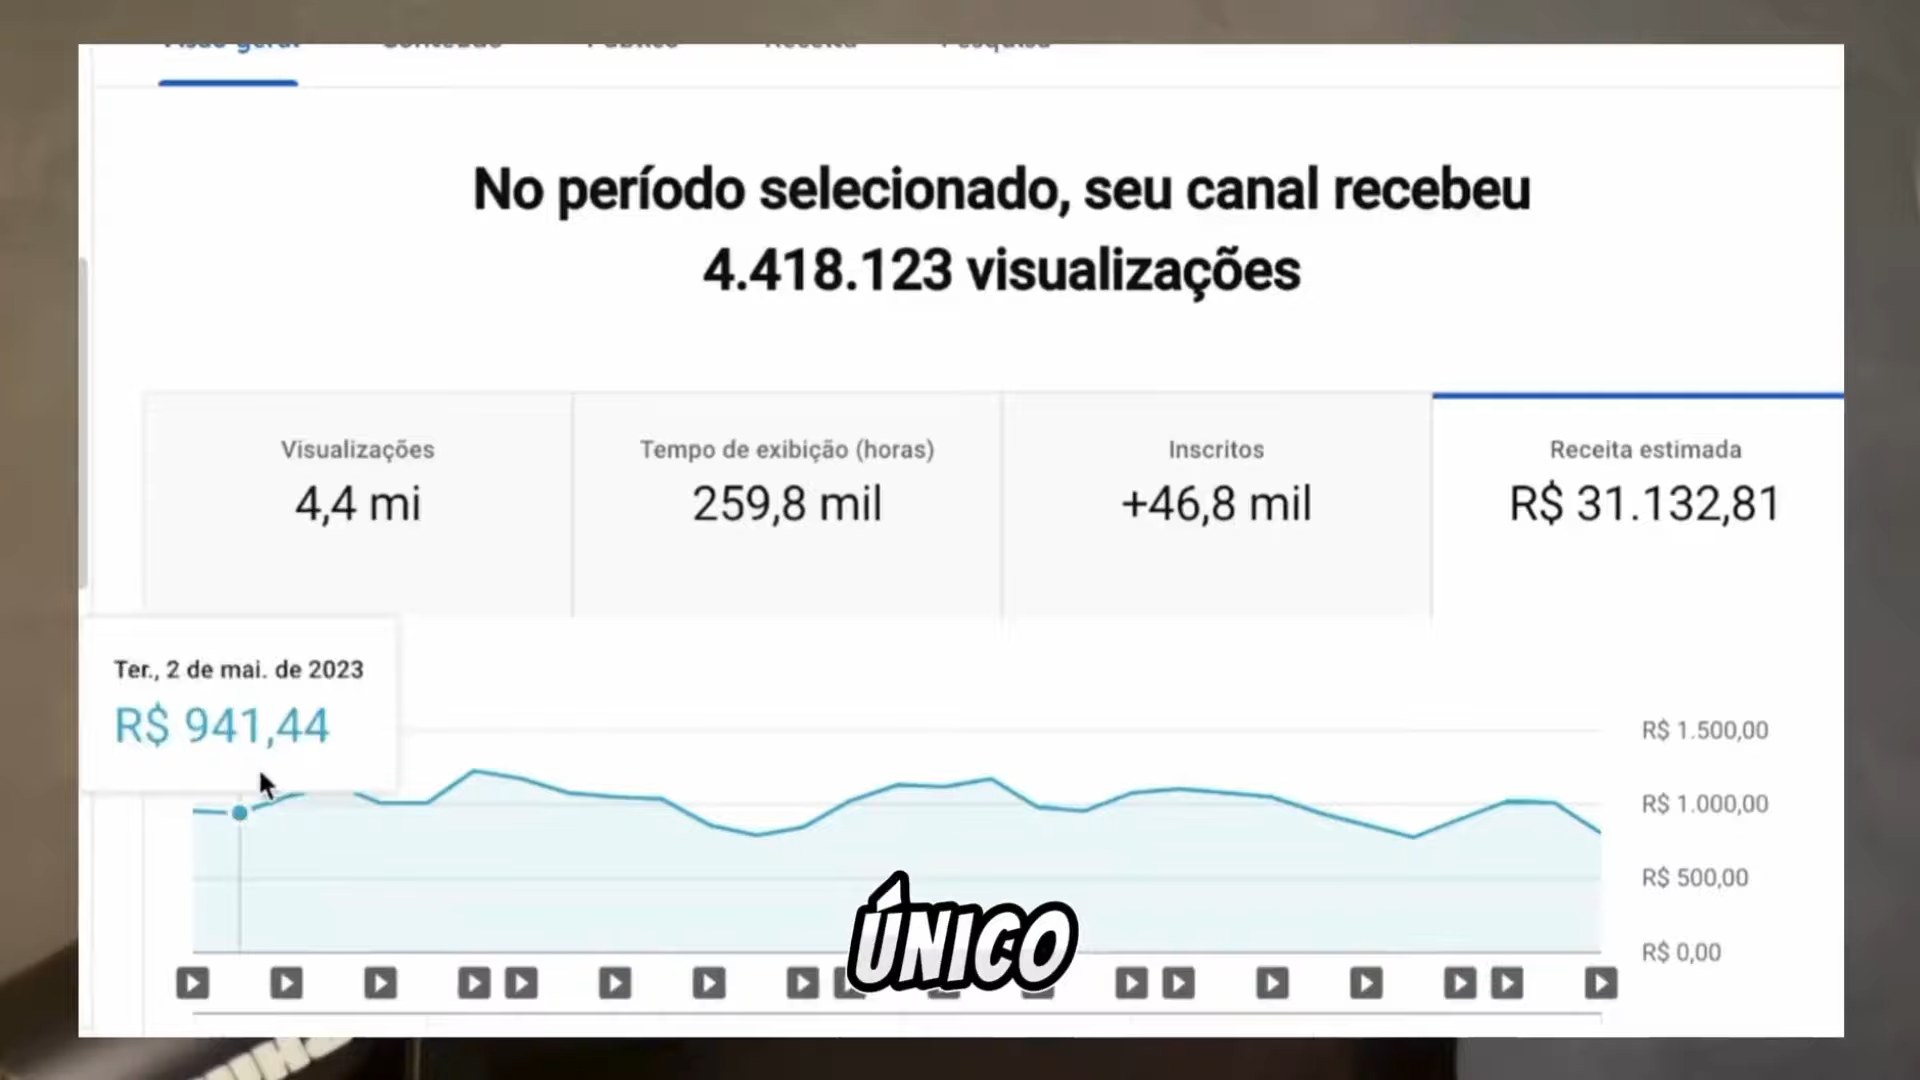 No período selecionado, seu canal recebeu
4.418.123 visualizações
Visualizações
4,4 mi
Tempo de exibição (horas)
259,8 mil
Inscritos
+46,8 mil
Receita estimada
R$ 31.132,81
Ter., 2 de mai. de 2023
R$ 941,44
R$ 1.500,00
R$ 1.000,00
R$ 500,00
R$ 0,00
ÚNICO